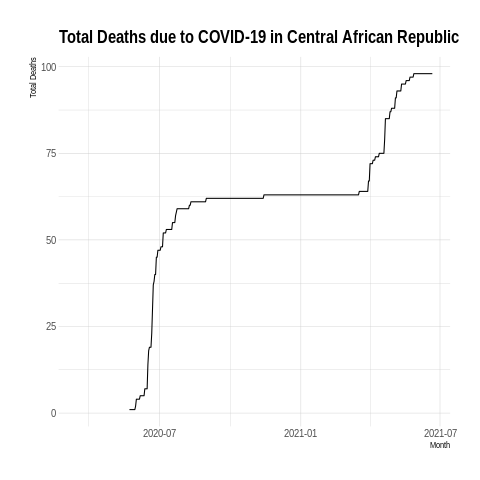 Total Deaths due to COVID-19 in Central African Republic
Total Deaths
100
75
50
25
0
2020-07
2021-01
2021-07
Month